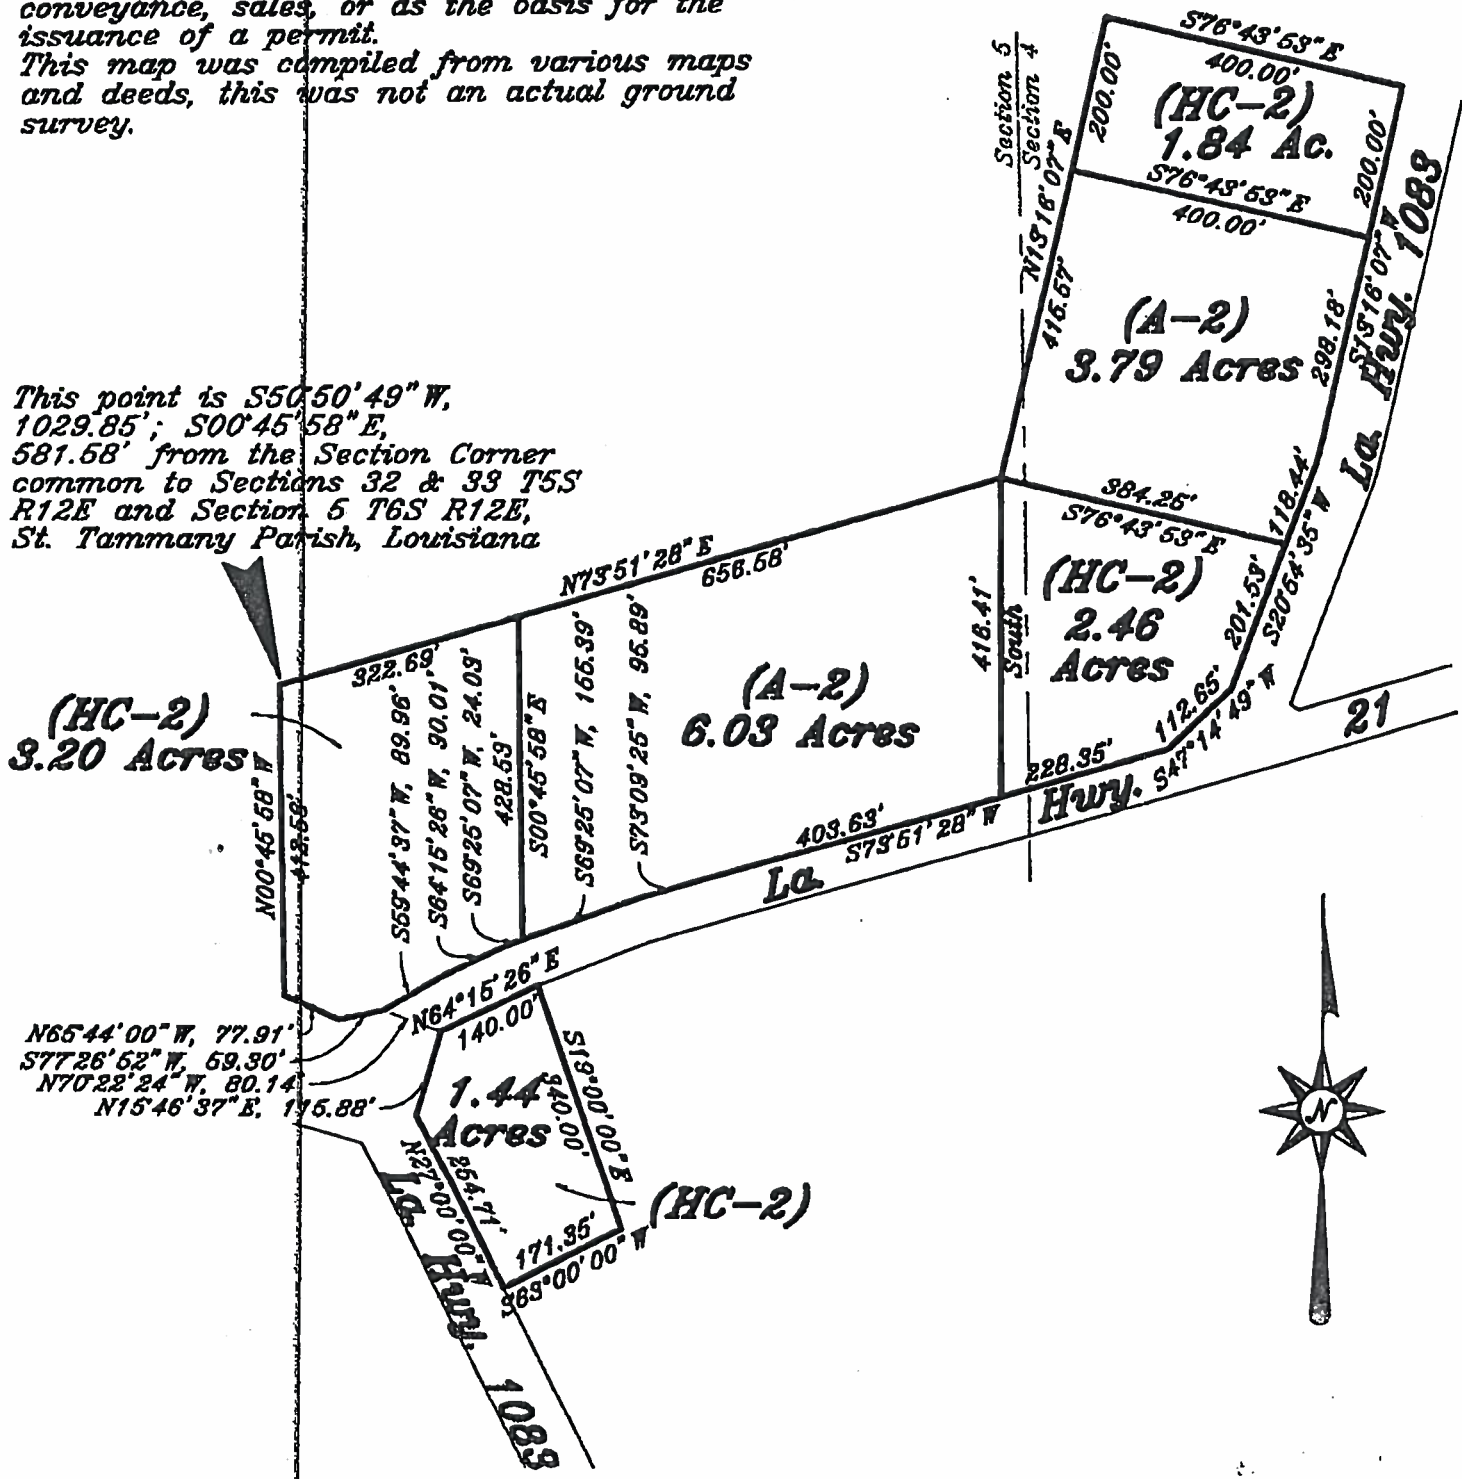 conveyance, sales, or as the basis for the
issuance of a permit.
This map was compiled from various maps
and deeds, this was not an actual ground
survey.
Section 5
Section 4
S76°43'53"E
400.00'
200.00'
(HC-2)
1.84 Ac.
200.00'
S76°43'53"E
400.00'
N13°16'07"E
415.57'
(A-2)
3.79 Acres
298.18'
S13°16'07"W
La. Hwy. 1083
This point is S50°50'49"W,
1029.85'; S00°45'58"E,
581.58' from the Section Corner
common to Sections 32 & 33 T5S
R12E and Section 5 T6S R12E,
St. Tammany Parish, Louisiana
384.26'
S76°43'53"E
118.44'
S20°54'35"W
201.53'
N73°51'28"E
656.58'
416.41'
South
(HC-2)
2.46
Acres
322.69'
(HC-2)
3.20 Acres
N00°45'58"W
412.58'
S59°44'37"W, 89.96'
S64°15'26"W, 90.01'
S69°25'07"W, 24.09'
428.53'
S00°45'58"E
S69°25'07"W, 155.39'
S73°09'25"W, 95.89'
(A-2)
6.03 Acres
112.65'
S47°14'49"W
228.35'
403.63'
S73°51'28"W
La. Hwy. 21
N65°44'00"W, 77.91'
S77°26'52"W, 59.30'
N70°22'24"W, 80.14'
N15°46'37"E, 115.88'
N64°15'26"E
140.00'
1.44
Acres
S19°00'00"E
340.00'
N27°00'00"W
254.71'
171.35'
S63°00'00"W
(HC-2)
La. Hwy. 1083
N